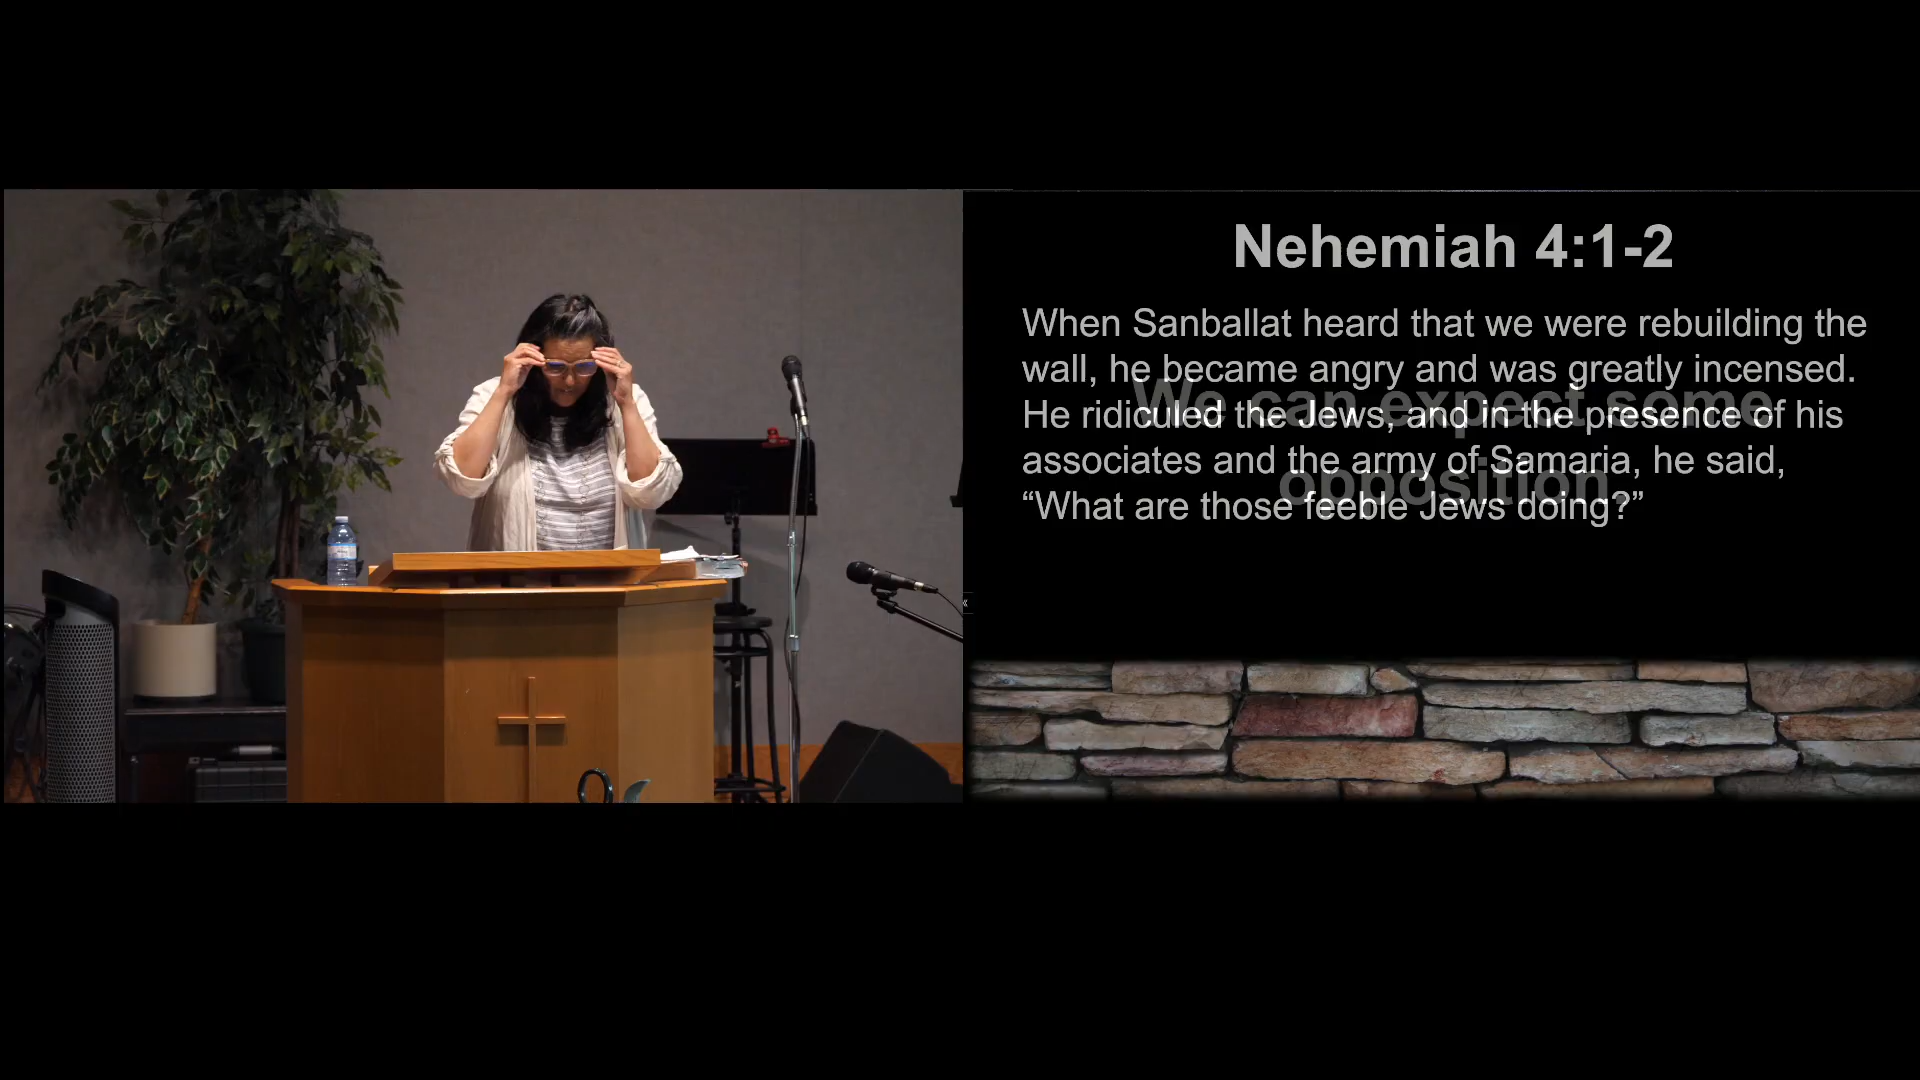 Nehemiah 4:1-2
When Sanballat heard that we were rebuilding the
wall, he became angry and was greatly incensed.
He ridiculed the Jews, and in the presence of his
associates and the army of Samaria, he said,
“What are those feeble Jews doing?”
We can expect some
opposition